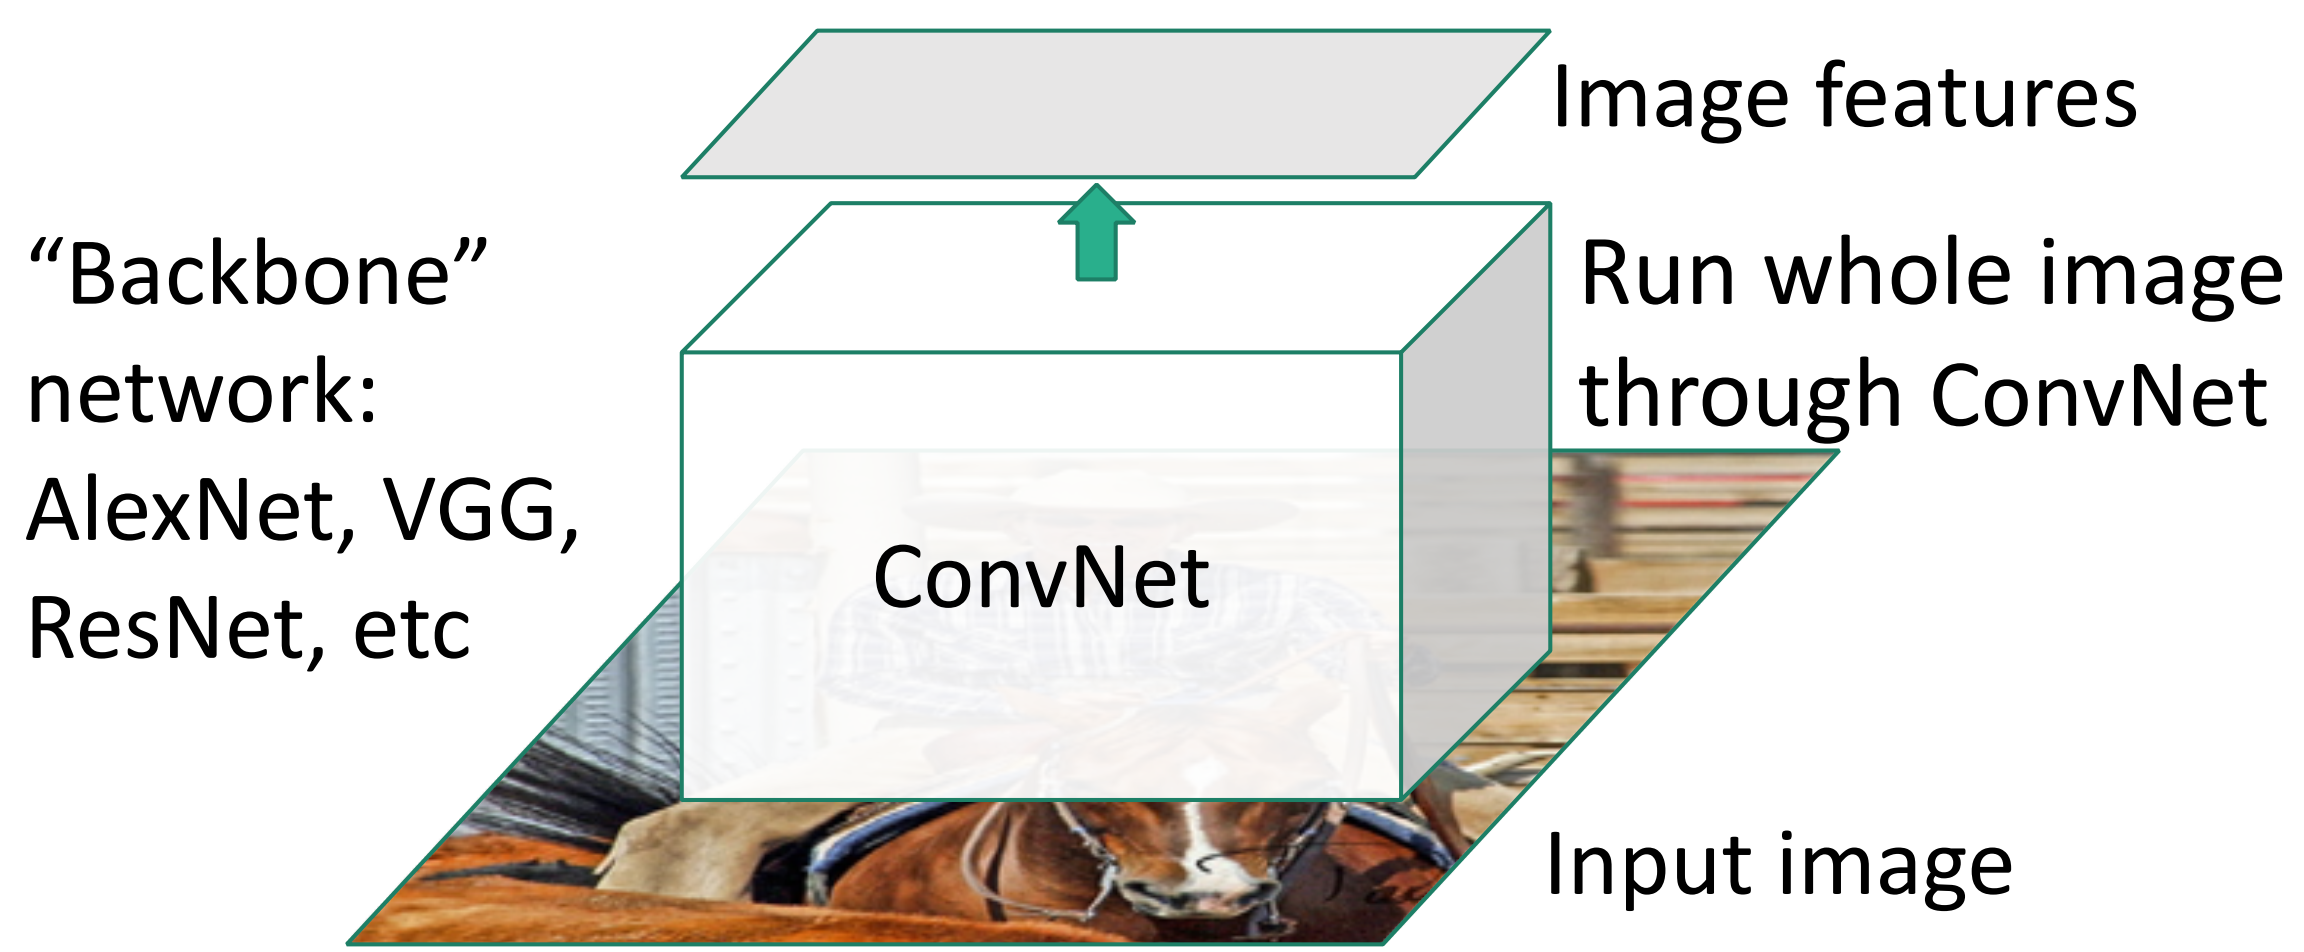 Image features
“Backbone”
network:
AlexNet, VGG,
ResNet, etc
Run whole image
through ConvNet
ConvNet
Input image